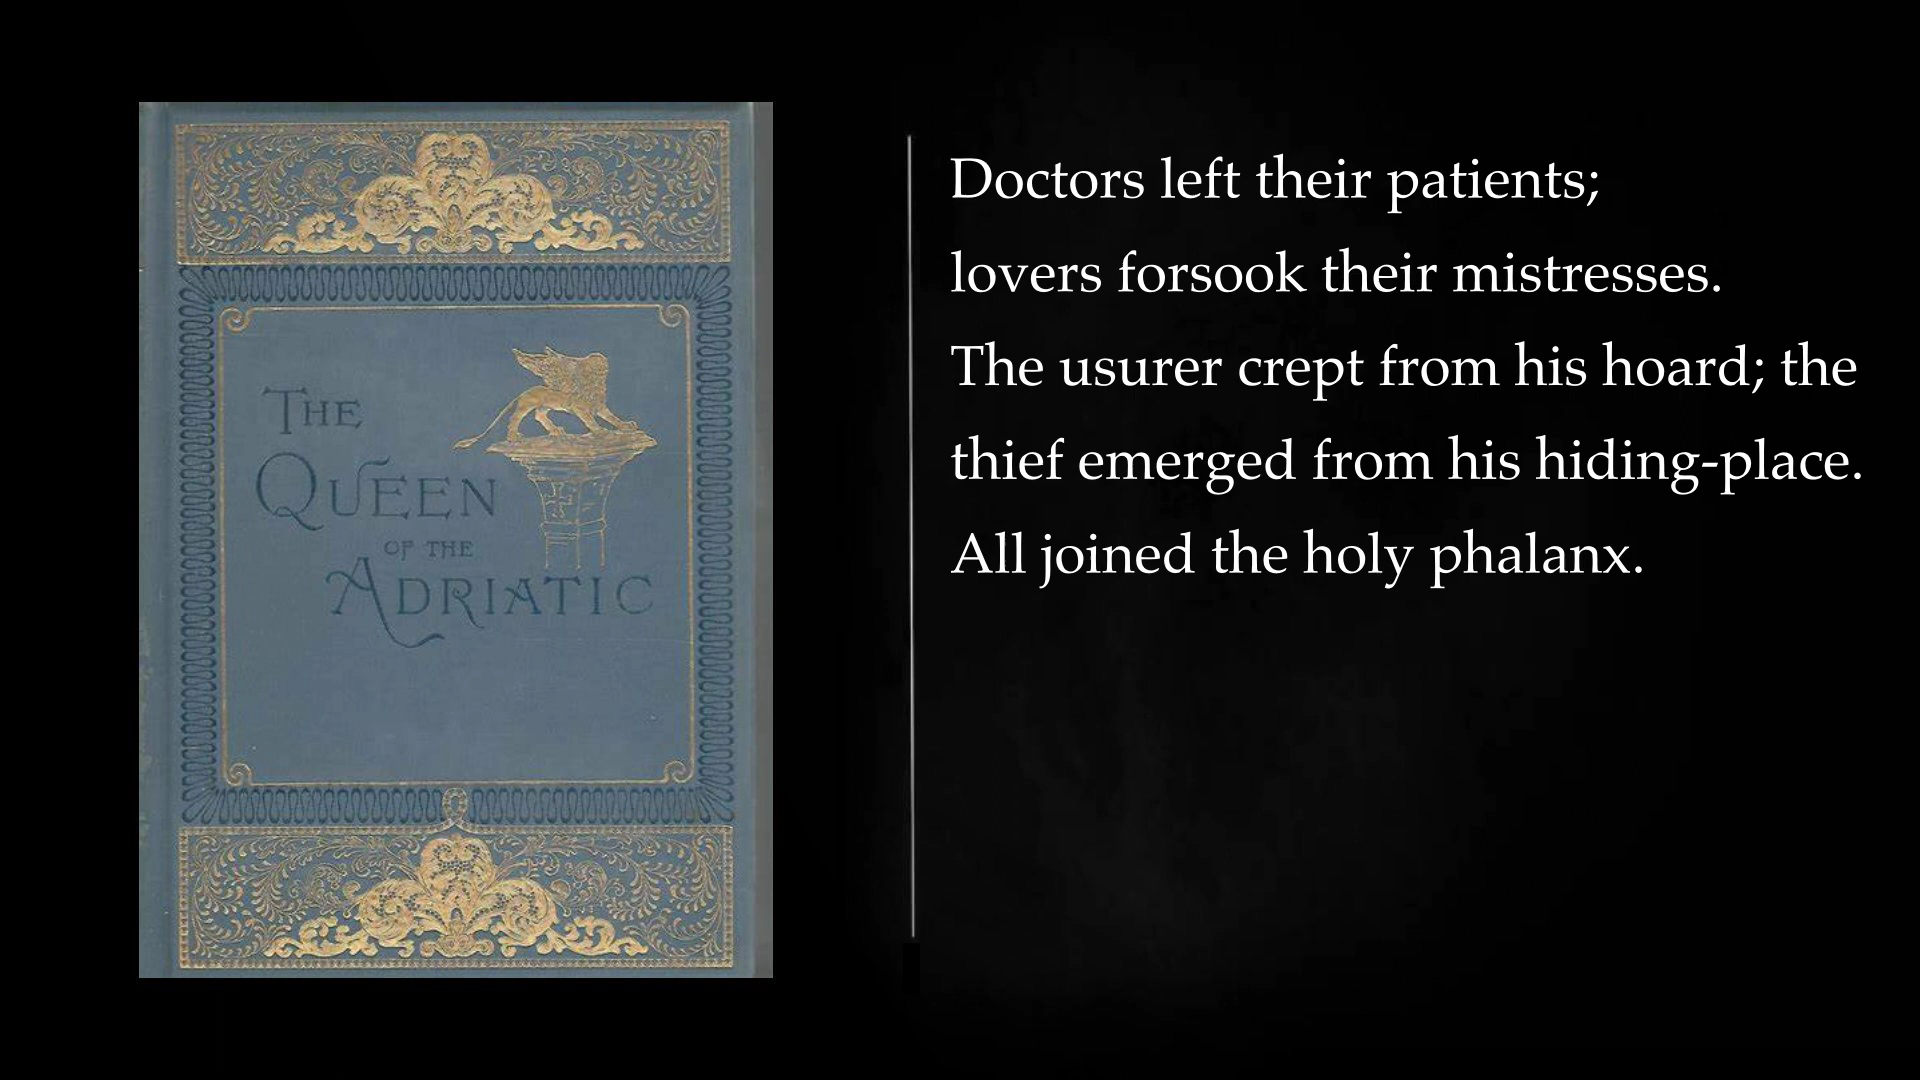 THE
QUEEN
OF THE
ADRIATIC
Doctors left their patients;
lovers forsook their mistresses.
The usurer crept from his hoard; the
thief emerged from his hiding-place.
All joined the holy phalanx.